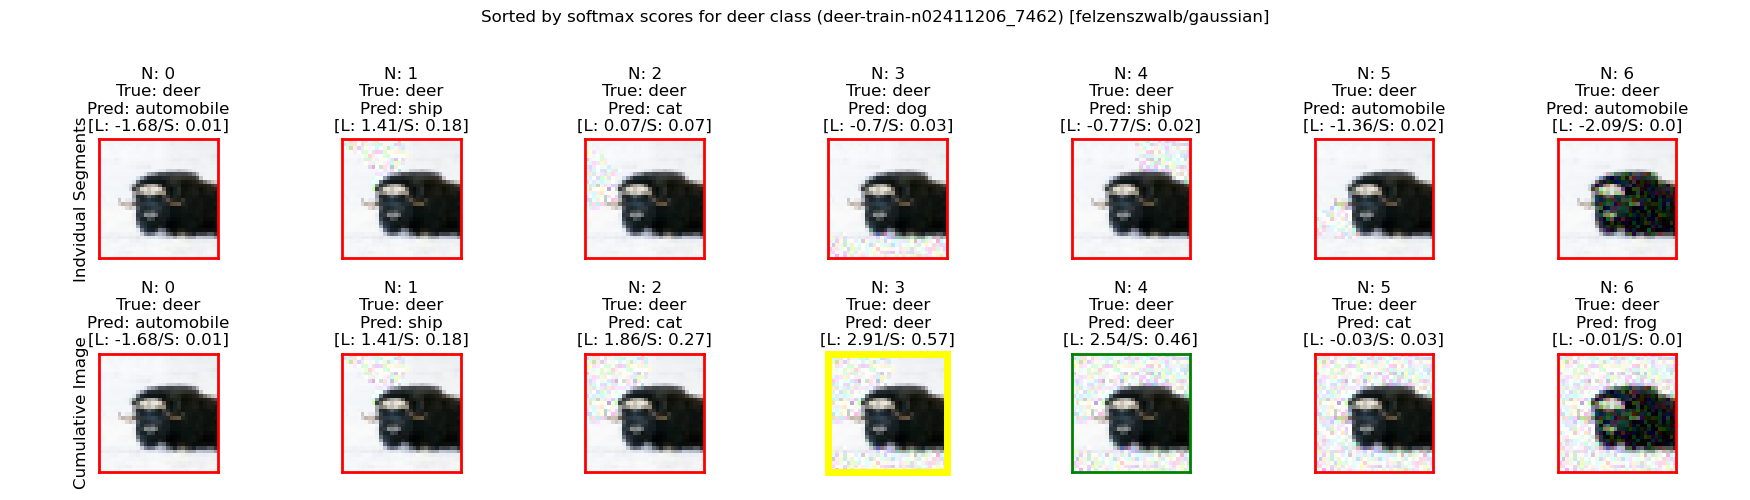 Sorted by softmax scores for deer class (deer-train-n02411206_7462) [felzenszwalb/gaussian]
Indvidual Segments
N: 0
True: deer
Pred: automobile
[L: -1.68/S: 0.01]
N: 1
True: deer
Pred: ship
[L: 1.41/S: 0.18]
N: 2
True: deer
Pred: cat
[L: 0.07/S: 0.07]
N: 3
True: deer
Pred: dog
[L: -0.7/S: 0.03]
N: 4
True: deer
Pred: ship
[L: -0.77/S: 0.02]
N: 5
True: deer
Pred: automobile
[L: -1.36/S: 0.02]
N: 6
True: deer
Pred: automobile
[L: -2.09/S: 0.0]
Cumulative Image
N: 0
True: deer
Pred: automobile
[L: -1.68/S: 0.01]
N: 1
True: deer
Pred: ship
[L: 1.41/S: 0.18]
N: 2
True: deer
Pred: cat
[L: 1.86/S: 0.27]
N: 3
True: deer
Pred: deer
[L: 2.91/S: 0.57]
N: 4
True: deer
Pred: deer
[L: 2.54/S: 0.46]
N: 5
True: deer
Pred: cat
[L: -0.03/S: 0.03]
N: 6
True: deer
Pred: frog
[L: -0.01/S: 0.0]